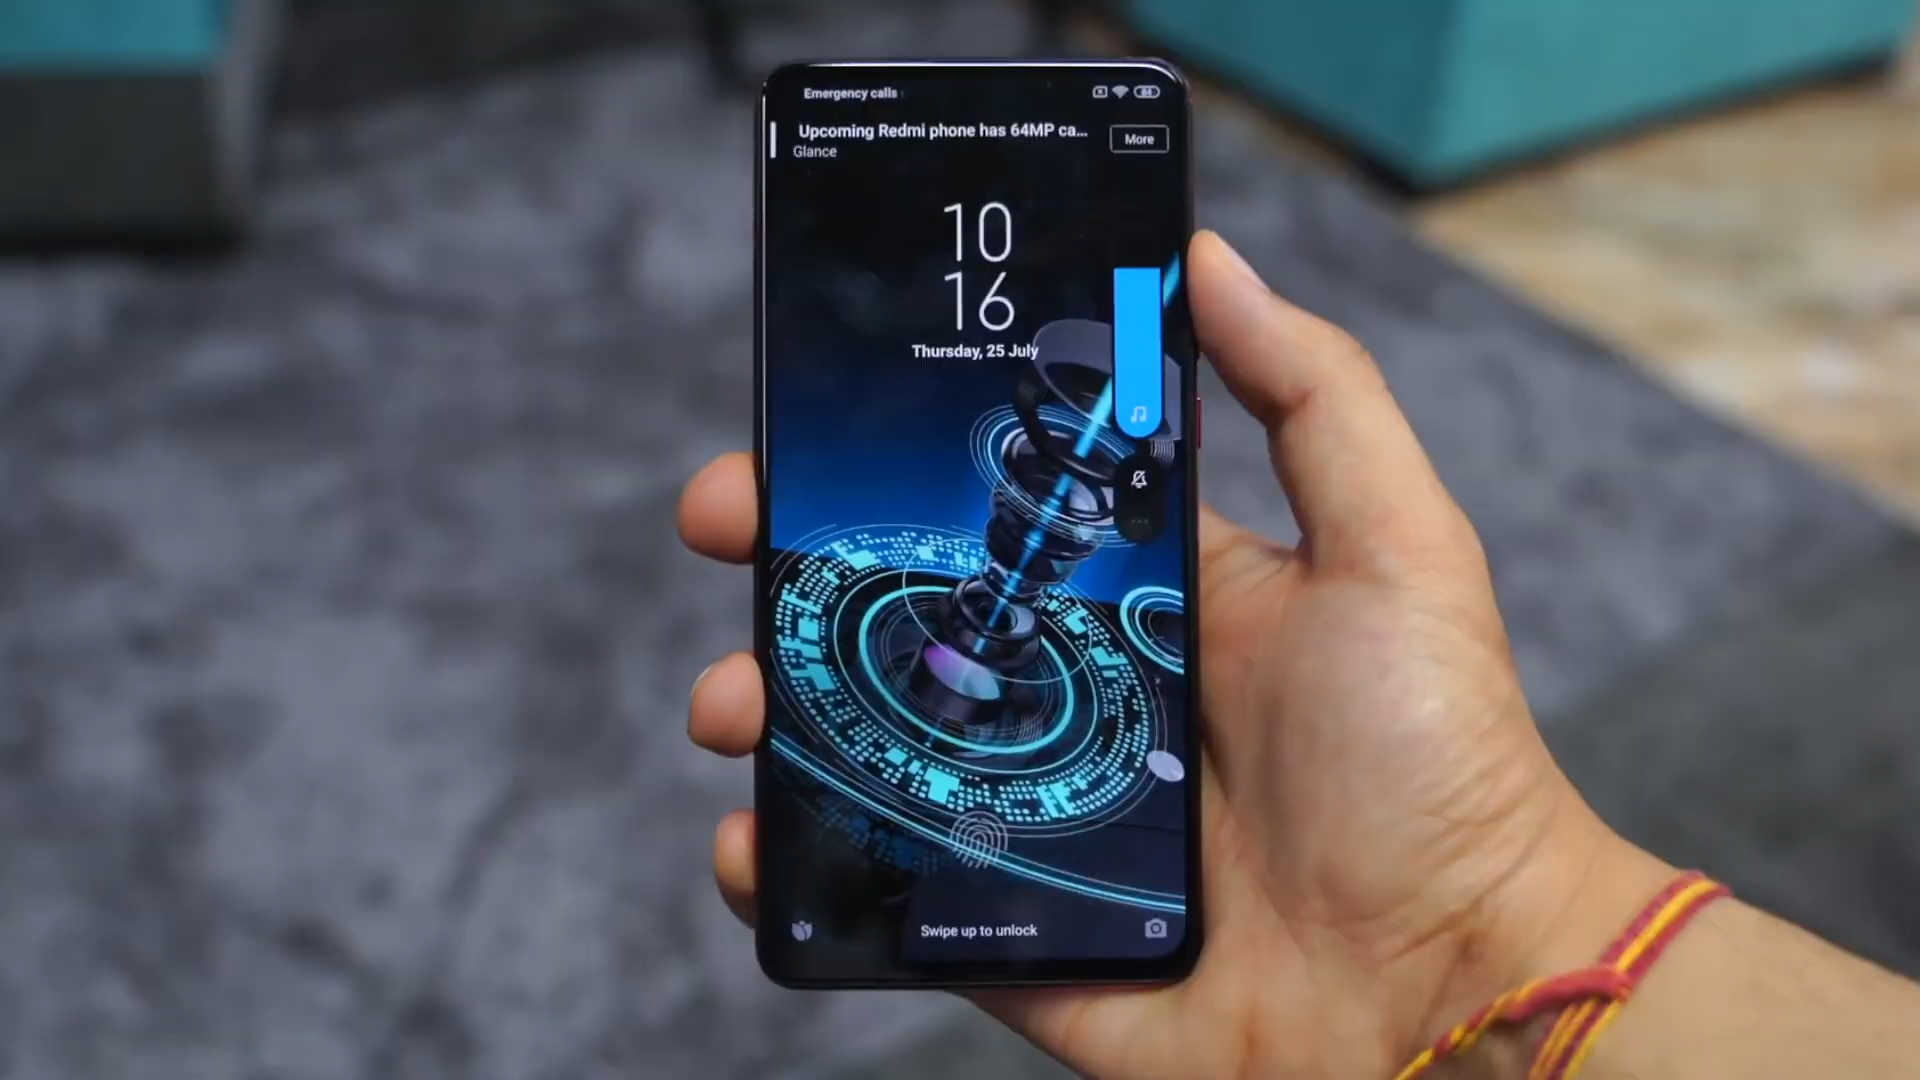 Emergency calls
Upcoming Redmi phone has 64MP ca...
Glance
More
10
16
Thursday, 25 July
Swipe up to unlock